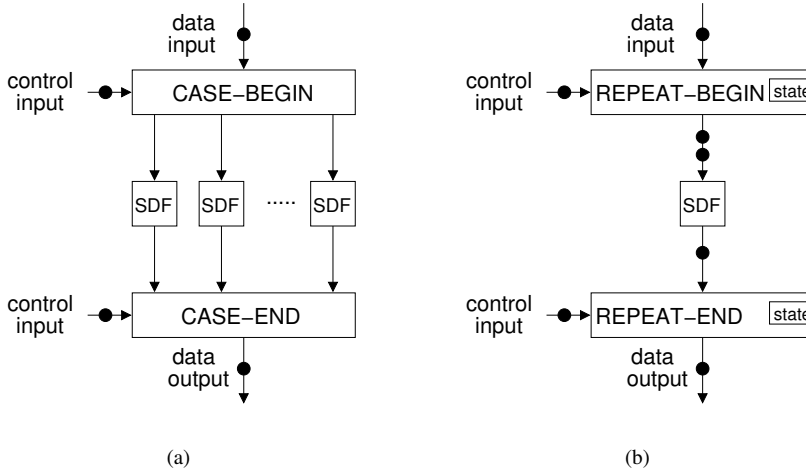 data
input
control
input
CASE−BEGIN
SDF
SDF
.....
SDF
control
input
CASE−END
data
output
(a)
data
input
control
input
REPEAT−BEGIN
state
SDF
control
input
REPEAT−END
state
data
output
(b)